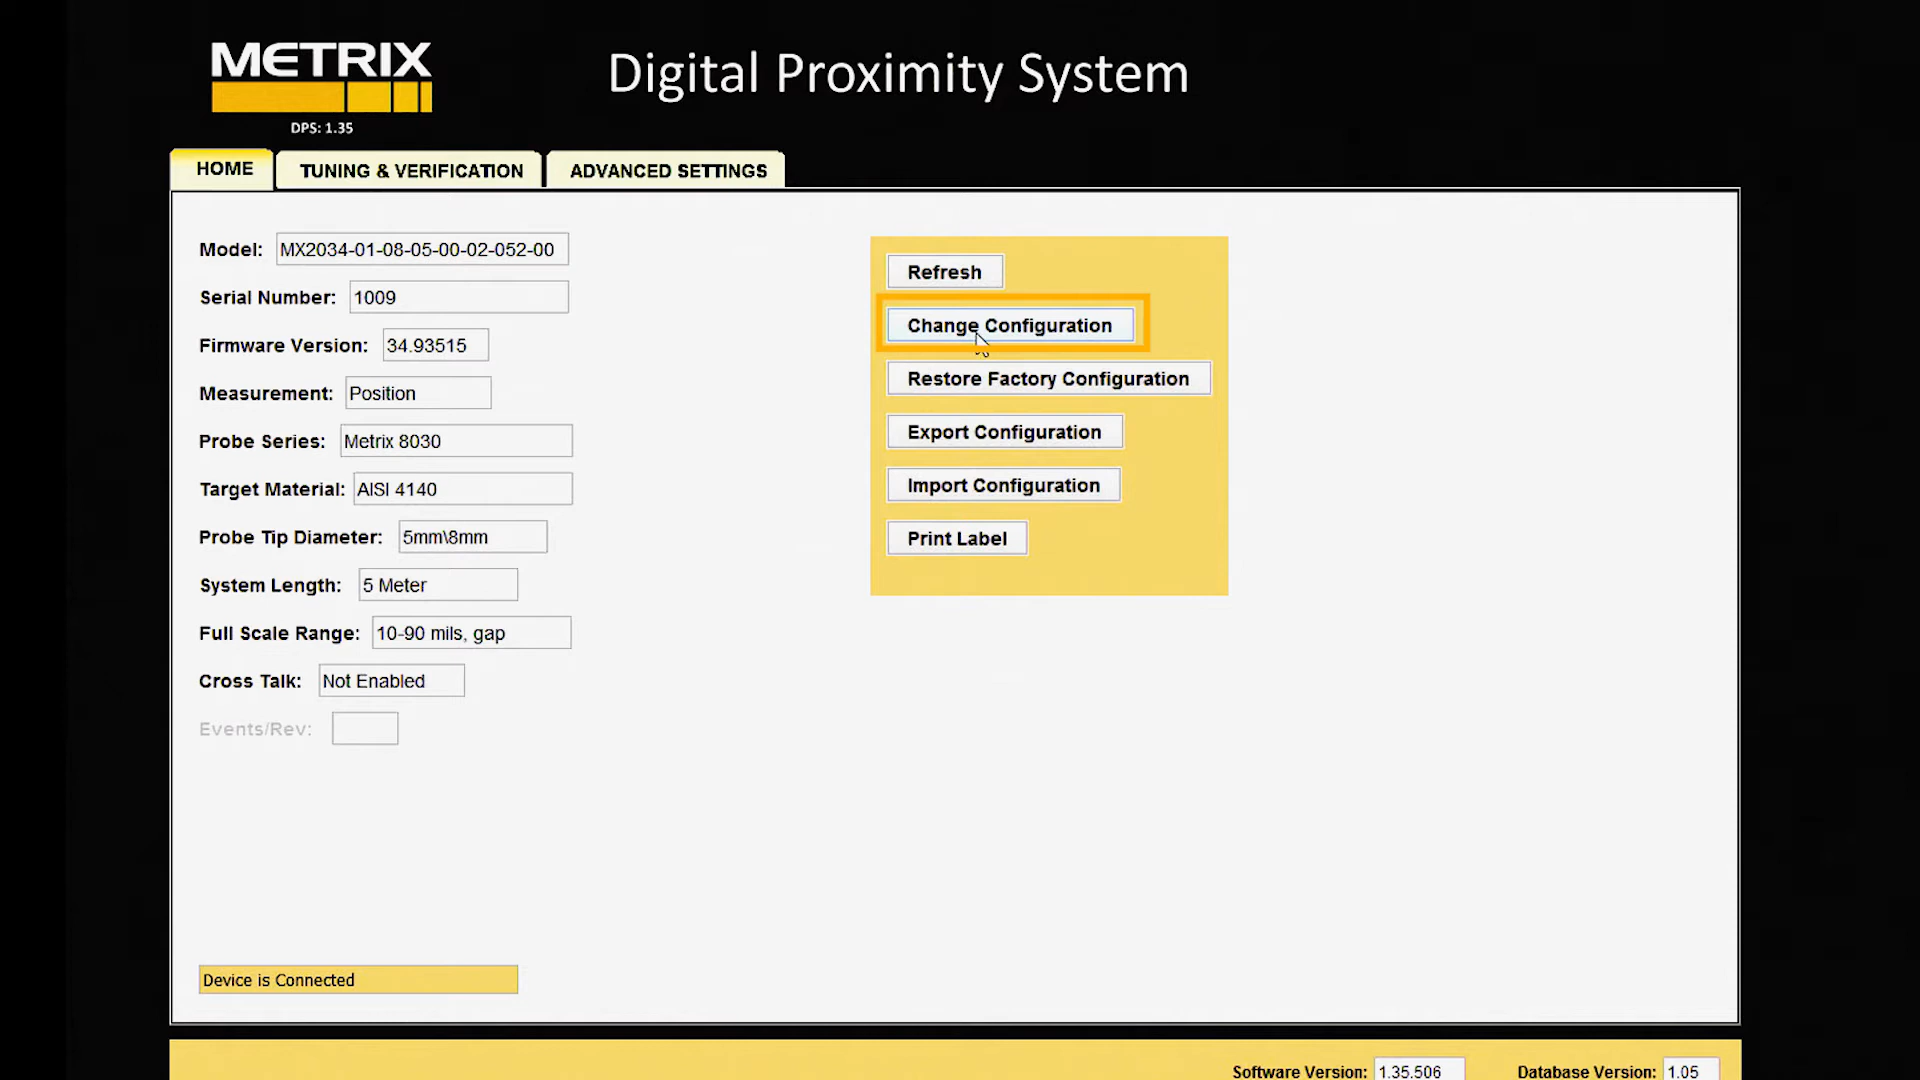 METRIX
DPS: 1.35
Digital Proximity System
HOME
TUNING & VERIFICATION
ADVANCED SETTINGS
Model: MX2034-01-08-05-00-02-052-00
Serial Number: 1009
Firmware Version: 34.93515
Measurement: Position
Probe Series: Metrix 8030
Target Material: AISI 4140
Probe Tip Diameter: 5mm\8mm
System Length: 5 Meter
Full Scale Range: 10-90 mils, gap
Cross Talk: Not Enabled
Events/Rev:
Refresh
Change Configuration
Restore Factory Configuration
Export Configuration
Import Configuration
Print Label
Device is Connected
Software Version: 1.35.506
Database Version: 1.05